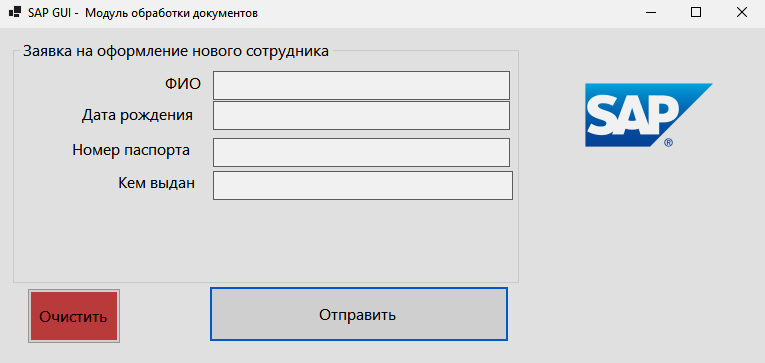 SAP GUI - Модуль обработки документов
Заявка на оформление нового сотрудника
ФИО
Дата рождения
Номер паспорта
Кем выдан
SAP®
Очистить
Отправить